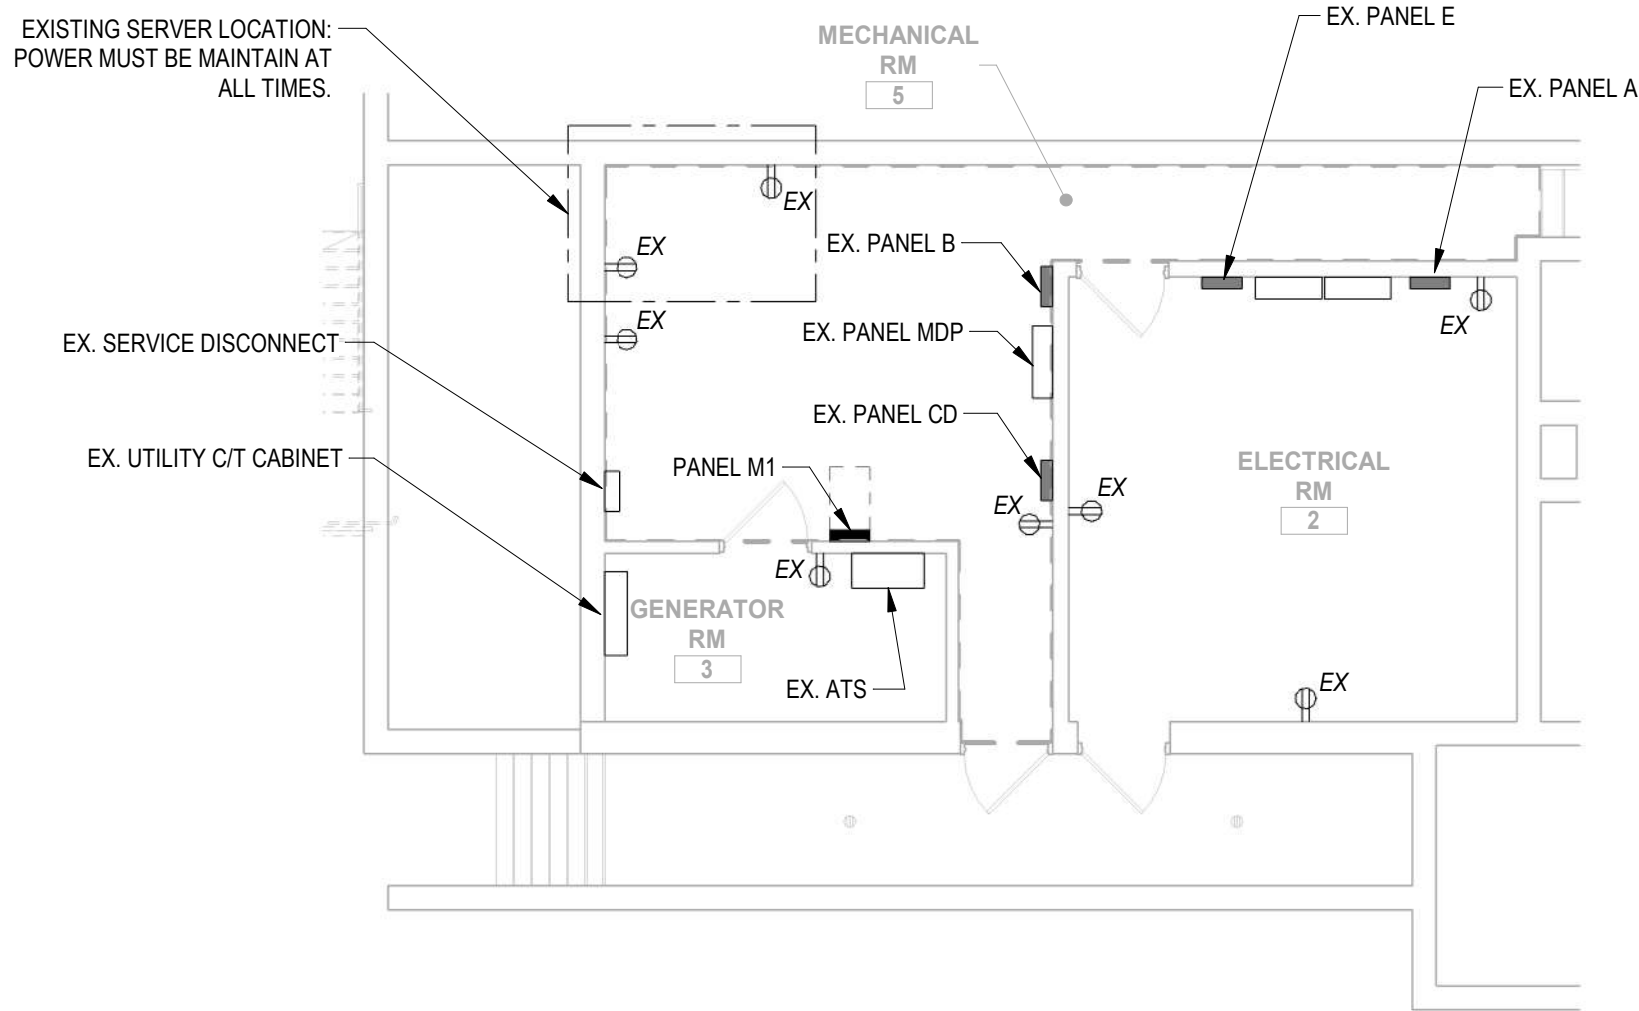 EXISTING SERVER LOCATION:
POWER MUST BE MAINTAIN AT
ALL TIMES.
MECHANICAL
RM
5
EX. PANEL E
EX. PANEL A
EX
EX
EX. PANEL B
EX
EX
EX. SERVICE DISCONNECT
EX. PANEL MDP
EX. PANEL CD
EX. UTILITY C/T CABINET
PANEL M1
ELECTRICAL
RM
2
EX
EX
EX
GENERATOR
RM
3
EX. ATS
EX